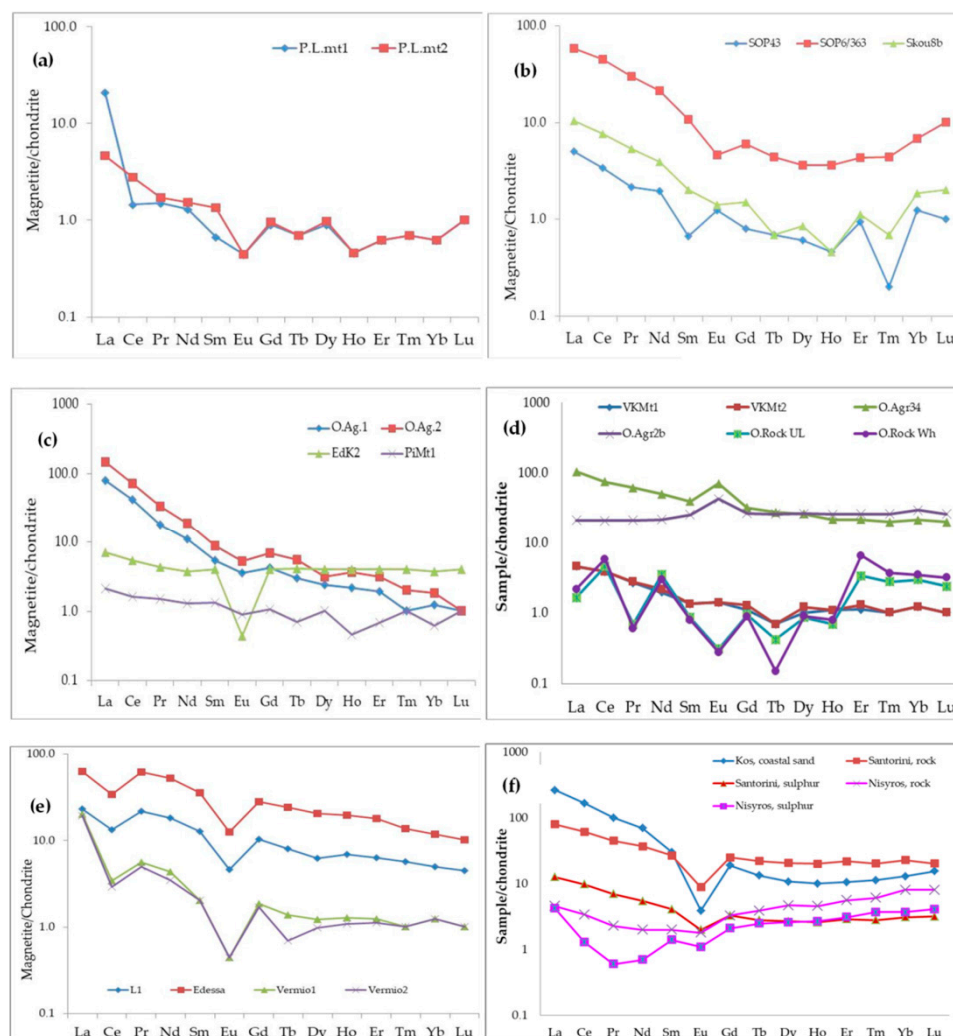 (a)
P.L.mt1 P.L.mt2
100.0
10.0
1.0
0.1
Magnetite/chondrite
La Ce Pr Nd Sm Eu Gd Tb Dy Ho Er Tm Yb Lu
(b)
SOP43 SOP6/363 Skou8b
100.0
10.0
1.0
0.1
Magnetite/Chondrite
La Ce Pr Nd Sm Eu Gd Tb Dy Ho Er Tm Yb Lu
(c)
O.Ag.1 O.Ag.2
EdK2 PiMt1
1000
100.0
10.0
1.0
0.1
Magnetite/chondrite
La Ce Pr Nd Sm Eu Gd Tb Dy Ho Er Tm Yb Lu
(d)
VKMt1 VKMt2 O.Agr34
O.Agr2b O.Rock UL O.Rock Wh
1000
100.0
10.0
1.0
0.1
Sample/chondrite
La Ce Pr Nd Sm Eu Gd Tb Dy Ho Er Tm Yb Lu
(e)
100.0
10.0
1.0
0.1
Magnetite/Chondrite
L1 Edessa Vermio1 Vermio2
La Ce Pr Nd Sm Eu Gd Tb Dy Ho Er Tm Yb Lu
(f)
Kos, coastal sand Santorini, rock
Santorini, sulphur Nisyros, rock
Nisyros, sulphur
1000
100
10
1
0.1
Sample/chondrite
La Ce Pr Nd Sm Eu Gd Tb Dy Ho Er Tm Yb Lu